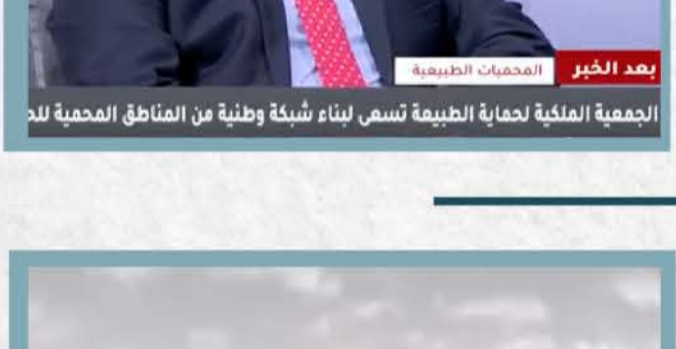 بعد الخبر المحميات الطبيعية
الجمعية الملكية لحماية الطبيعة تسعى لبناء شبكة وطنية من المناطق المحمية